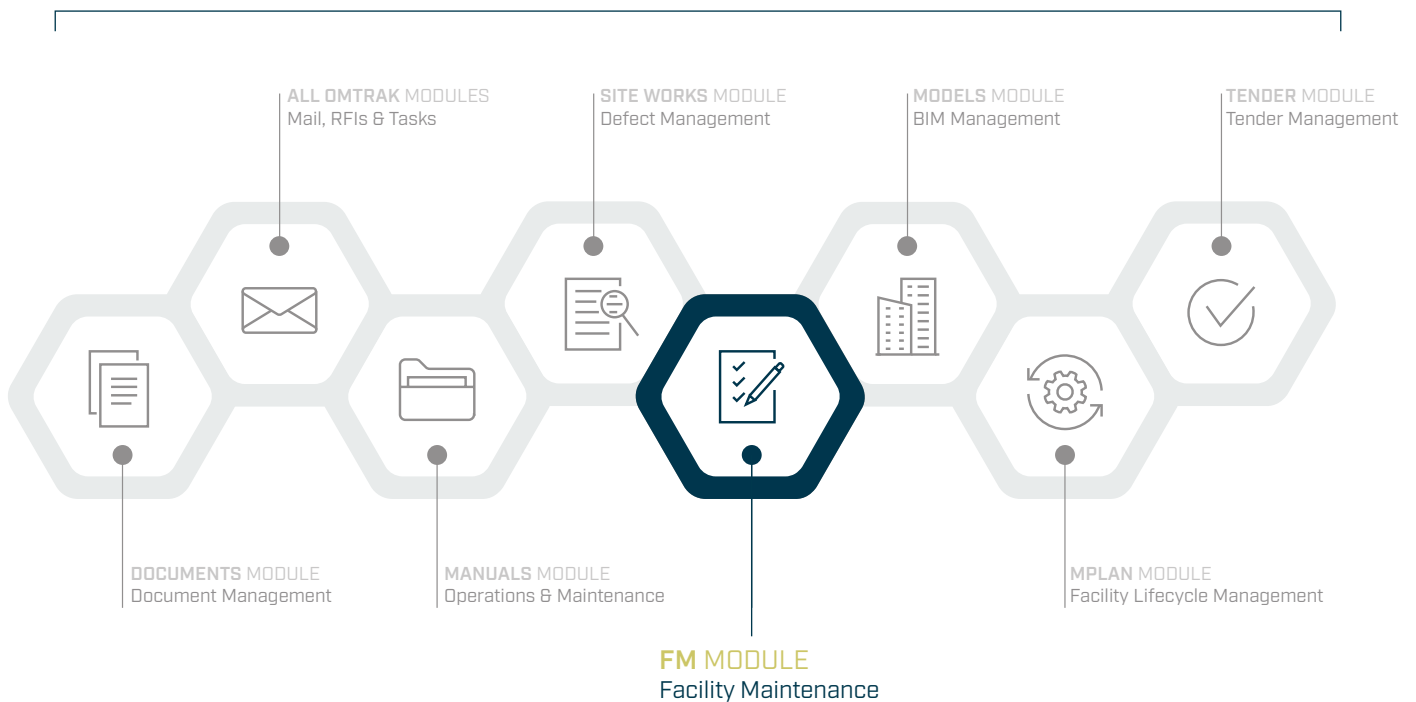 ALL OMTRAK MODULES
Mail, RFIs & Tasks
SITE WORKS MODULE
Defect Management
MODELS MODULE
BIM Management
TENDER MODULE
Tender Management
DOCUMENTS MODULE
Document Management
MANUALS MODULE
Operations & Maintenance
MPLAN MODULE
Facility Lifecycle Management
FM MODULE
Facility Maintenance